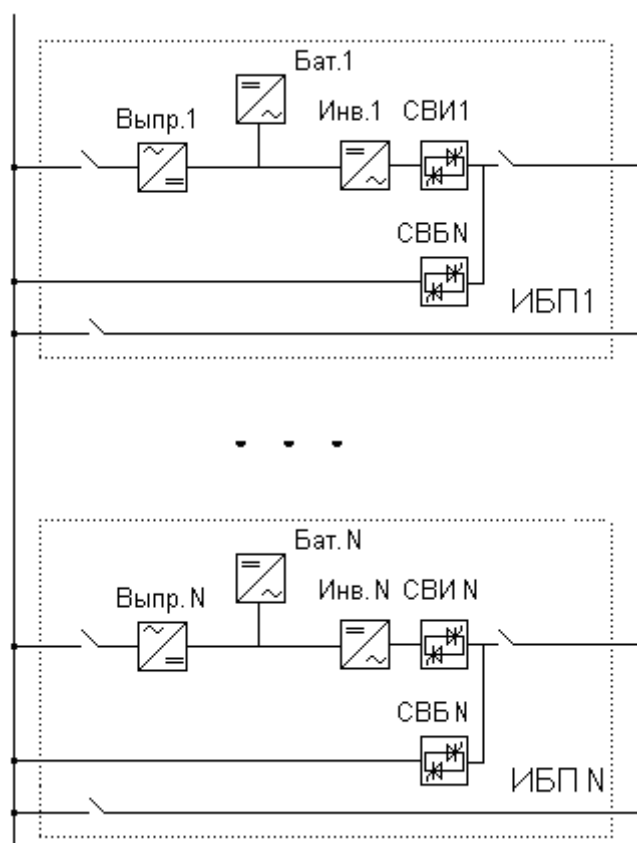 Бат.1
Выпр.1
Инв.1
СВИ1
СВБN
ИБП1
Бат.N
Выпр.N
Инв.N
СВИ N
СВБN
ИБП N